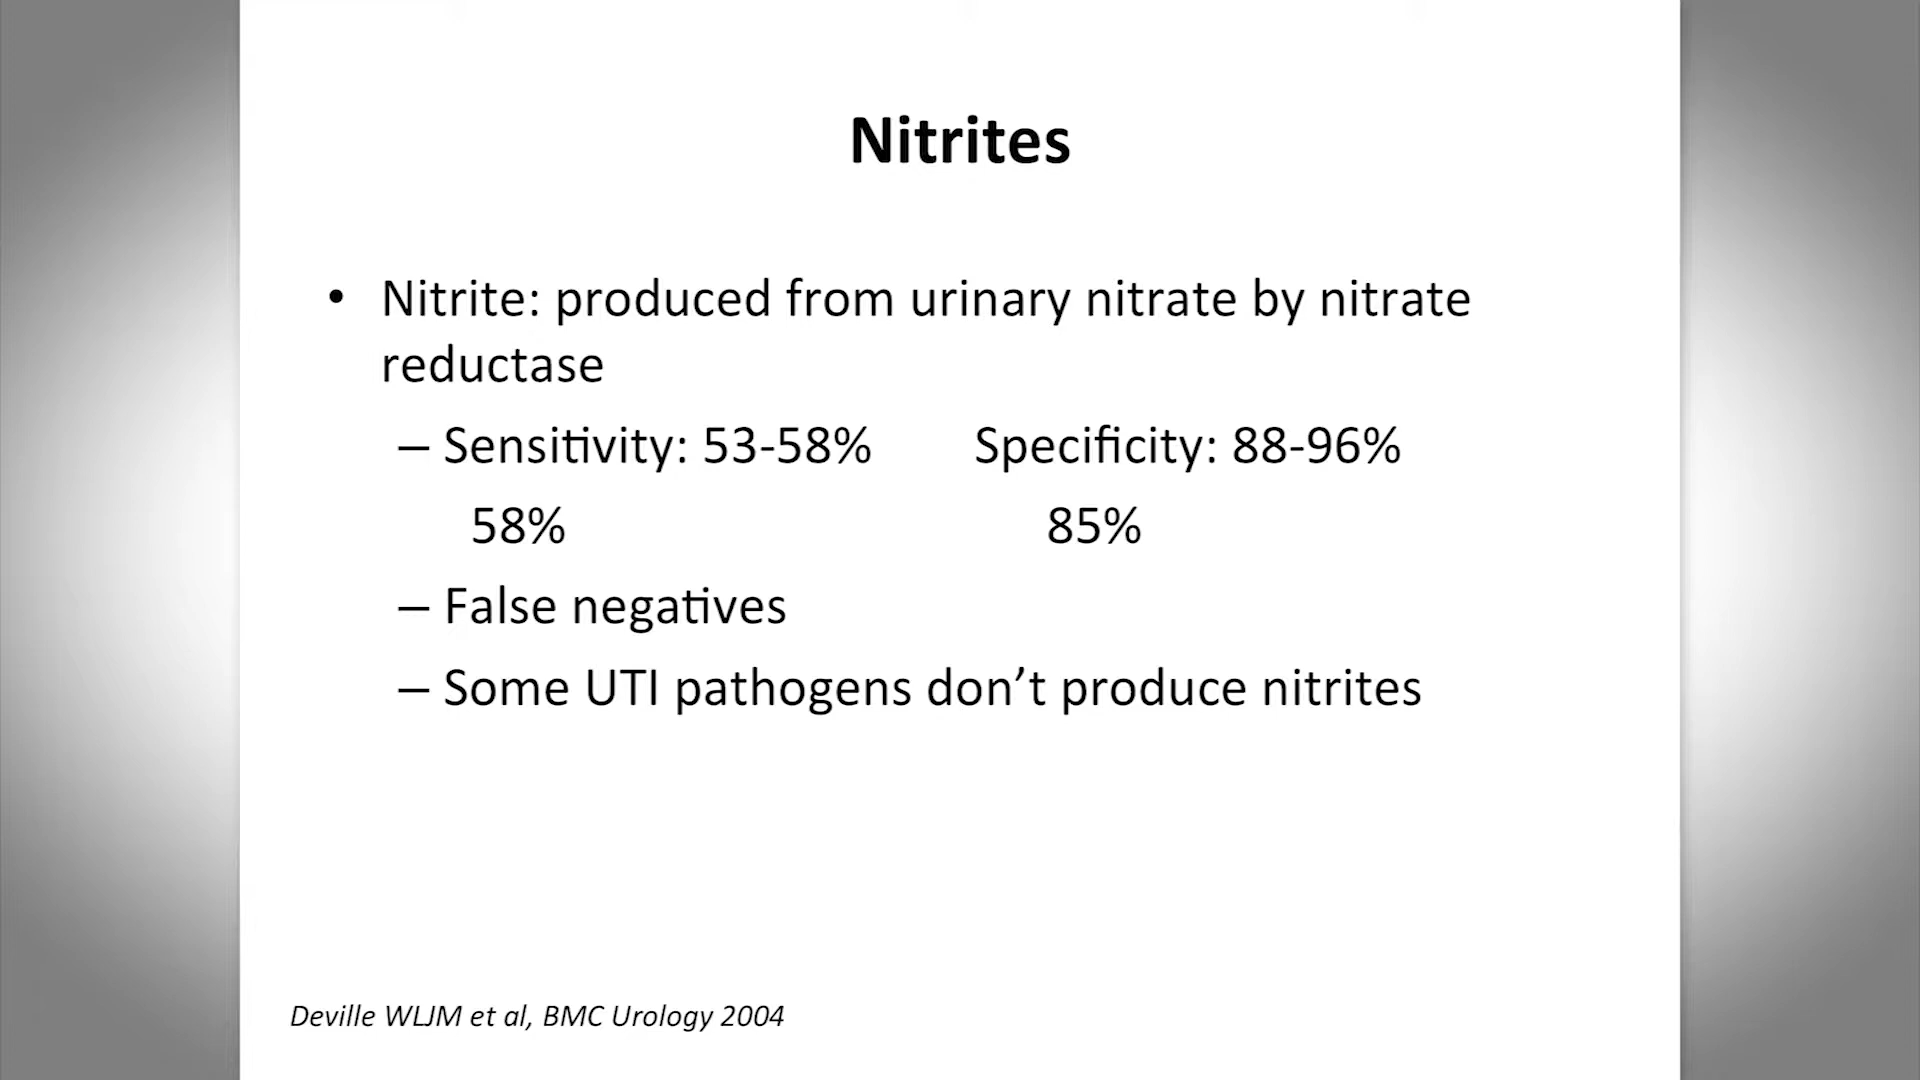 Nitrites
• Nitrite: produced from urinary nitrate by nitrate
reductase
– Sensitivity: 53-58% Specificity: 88-96%
58% 85%
– False negatives
– Some UTI pathogens don’t produce nitrites
Deville WLJM et al, BMC Urology 2004